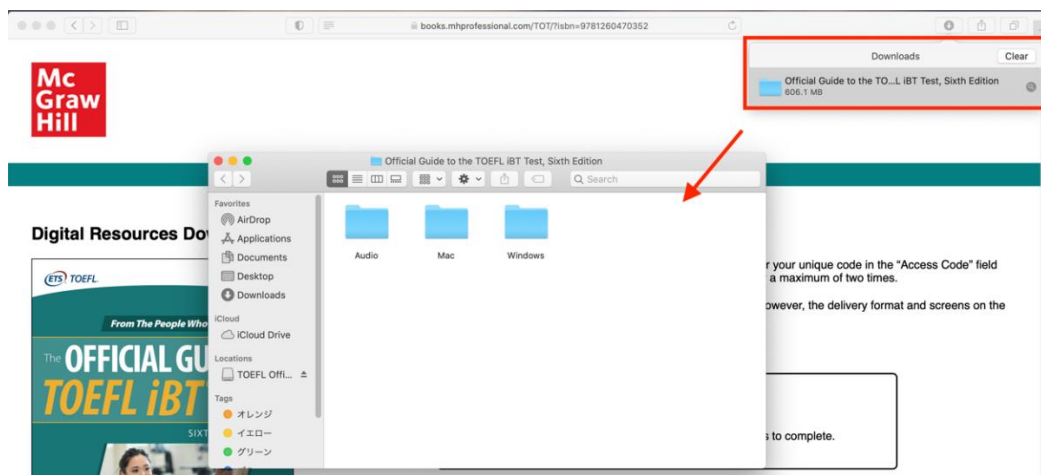 books.mhprofessional.com/TOT/?isbn=9781260470352
Downloads
Clear
Official Guide to the TO...L iBT Test, Sixth Edition
606.1 MB
Mc
Graw
Hill
Official Guide to the TOEFL iBT Test, Sixth Edition
Search
Favorites
AirDrop
Applications
Documents
Desktop
Downloads
iCloud
iCloud Drive
Locations
TOEFL Offi...
Tags
オレンジ
イエロー
グリーン
Audio
Mac
Windows
Digital Resources Do
ETS TOEFL
From The People Who
The OFFICIAL GU
TOEFL iBT
SIXT
r your unique code in the “Access Code” field
a maximum of two times.
owever, the delivery format and screens on the
s to complete.